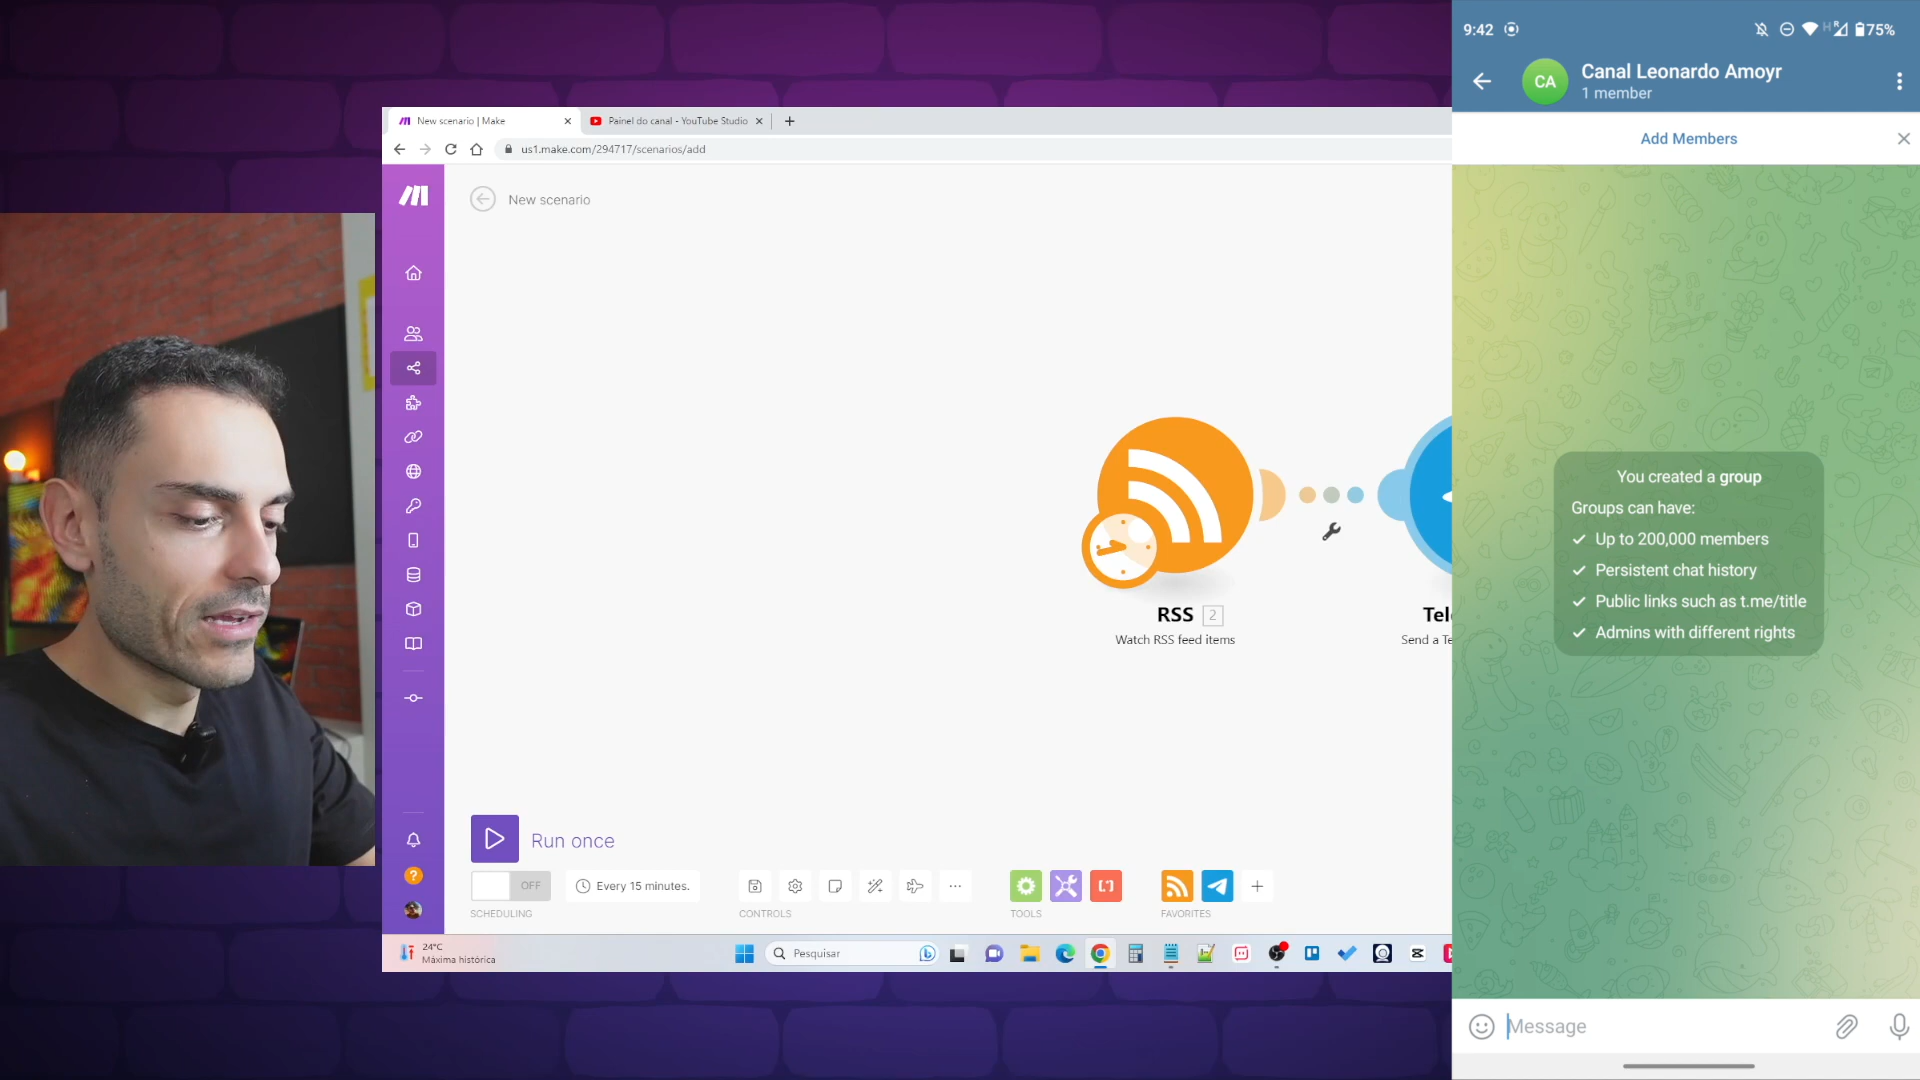 New scenario | Make
Painel do canal - YouTube Studio
us1.make.com/294717/scenarios/add
New scenario
RSS 2
Watch RSS feed items
Tel
Send a Te
Run once
OFF
Every 15 minutes.
SCHEDULING
CONTROLS
TOOLS
FAVORITES
24°C
Máxima histórica
Pesquisar
9:42
H R 75%
CA
Canal Leonardo Amoyr
1 member
Add Members
You created a group
Groups can have:
Up to 200,000 members
Persistent chat history
Public links such as t.me/title
Admins with different rights
Message